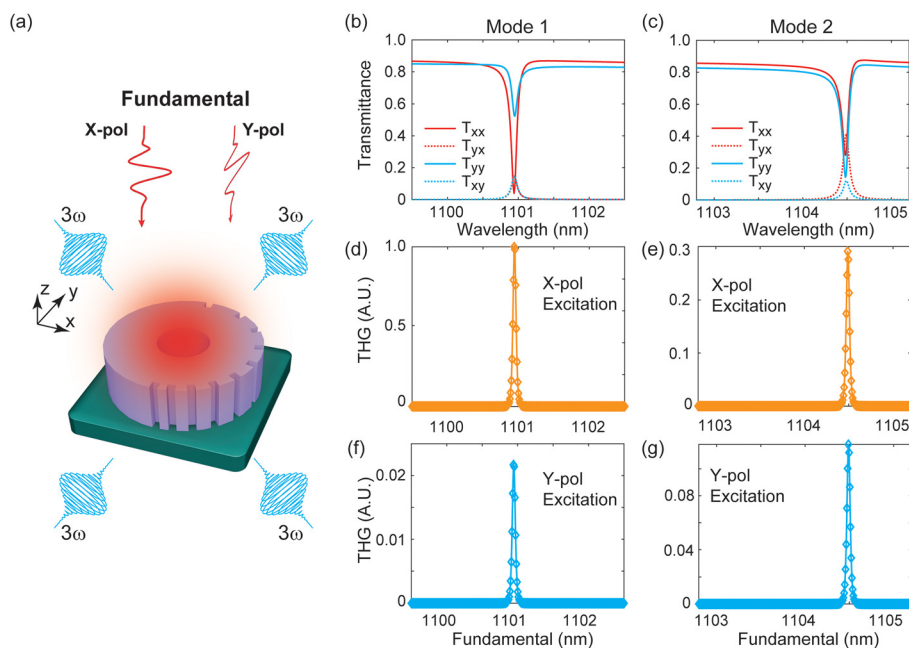 (a)
Fundamental
X-pol
Y-pol
3ω
3ω
z
y
x
3ω
3ω
(b)
Mode 1
1.0
0.8
0.6
0.4
0.2
0
Transmittance
Txx
Tyx
Tyy
Txy
1100
1101
1102
Wavelength (nm)
(c)
Mode 2
1.0
0.8
0.6
0.4
0.2
0
Txx
Tyx
Tyy
Txy
1103
1104
1105
Wavelength (nm)
(d)
1.0
0.5
0
THG (A.U.)
X-pol
Excitation
1100
1101
1102
(e)
0.3
0.2
0.1
0
X-pol
Excitation
1103
1104
1105
(f)
0.02
0.01
0
THG (A.U.)
Y-pol
Excitation
1100
1101
1102
Fundamental (nm)
(g)
0.08
0.04
0
Y-pol
Excitation
1103
1104
1105
Fundamental (nm)